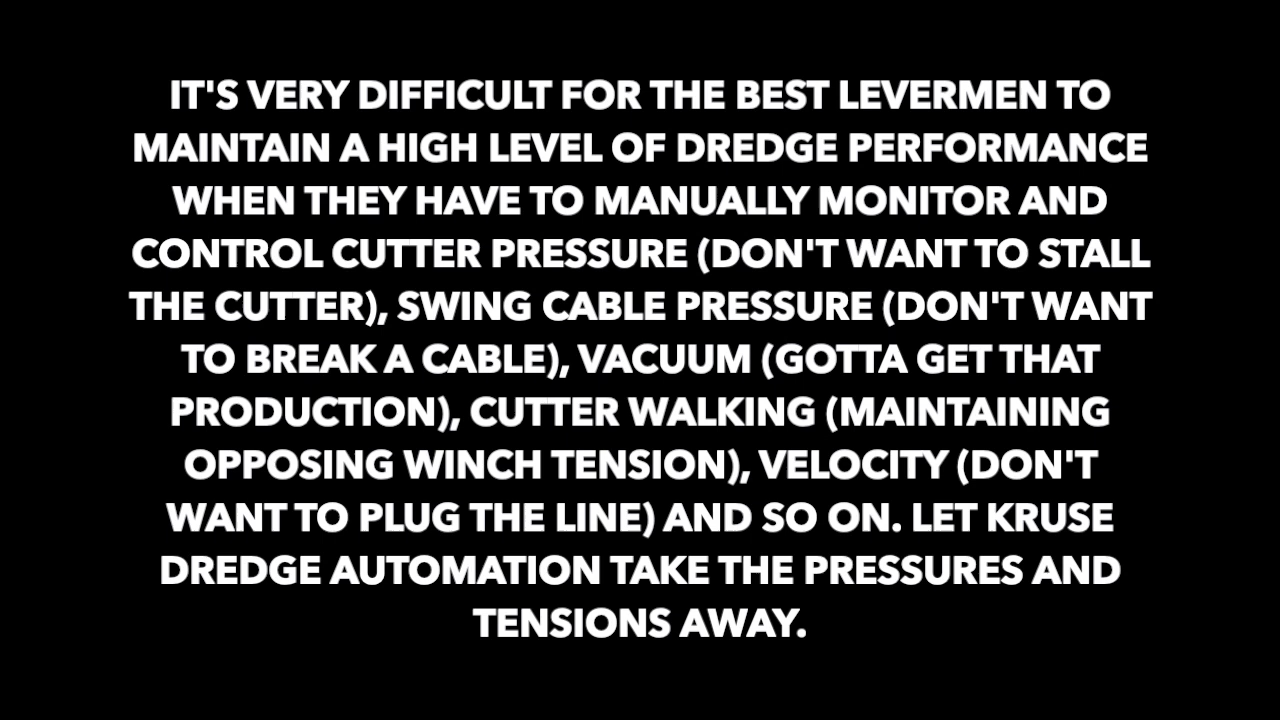 IT'S VERY DIFFICULT FOR THE BEST LEVERMEN TO
MAINTAIN A HIGH LEVEL OF DREDGE PERFORMANCE
WHEN THEY HAVE TO MANUALLY MONITOR AND
CONTROL CUTTER PRESSURE (DON'T WANT TO STALL
THE CUTTER), SWING CABLE PRESSURE (DON'T WANT
TO BREAK A CABLE), VACUUM (GOTTA GET THAT
PRODUCTION), CUTTER WALKING (MAINTAINING
OPPOSING WINCH TENSION), VELOCITY (DON'T
WANT TO PLUG THE LINE) AND SO ON. LET KRUSE
DREDGE AUTOMATION TAKE THE PRESSURES AND
TENSIONS AWAY.